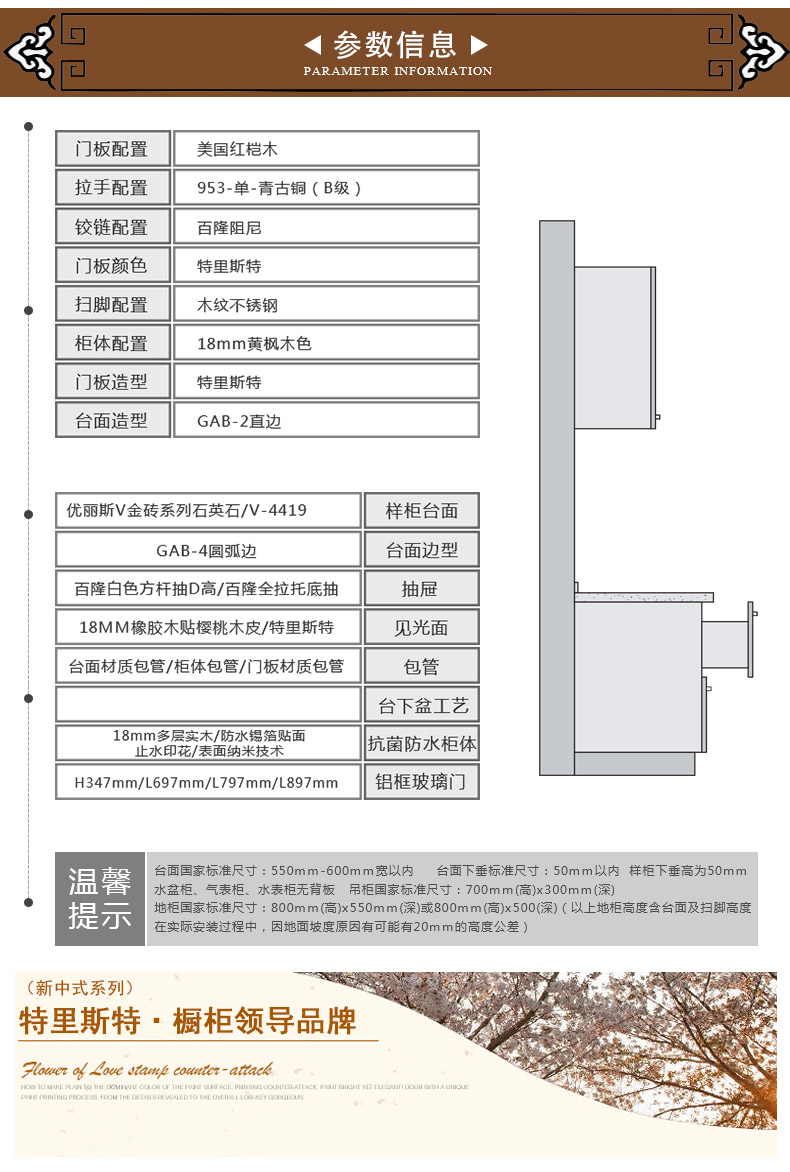 参数信息
PARAMETER INFORMATION
门板配置 美国红桤木
拉手配置 953-单-青古铜（B级）
铰链配置 百隆阻尼
门板颜色 特里斯特
扫脚配置 木纹不锈钢
柜体配置 18mm黄枫木色
门板造型 特里斯特
台面造型 GAB-2直边
优丽斯V金砖系列石英石/V-4419 样柜台面
GAB-4圆弧边 台面边型
百隆白色方杆抽D高/百隆全拉托底抽 抽屉
18MM橡胶木贴樱桃木皮/特里斯特 见光面
台面材质包管/柜体包管/门板材质包管 包管
台下盆工艺
18mm多层实木/防水锡箔贴面
止水印花/表面纳米技术 抗菌防水柜体
H347mm/L697mm/L797mm/L897mm 铝框玻璃门
温馨
提示
台面国家标准尺寸：550mm-600mm宽以内 台面下垂标准尺寸：50mm以内 样柜下垂高为50mm
水盆柜、气表柜、水表柜无背板 吊柜国家标准尺寸：700mm(高)x300mm(深)
地柜国家标准尺寸：800mm(高)x550mm(深)或800mm(高)x500(深)（以上地柜高度含台面及扫脚高度
在实际安装过程中，因地面坡度原因有可能有20mm的高度公差）
（新中式系列）
特里斯特·橱柜领导品牌
Flower of Love stamp counter-attack
HOW TO MAKE PLAIN TO THE DOMINANT COLOR OF THE PAINT SURFACE, PRINTING COUNTER-ATTACK. PAINT BRIGHT YET ELEGANT! DOOR WITH A UNIQUE
PAINT PRINTING PROCESS, FROM THE DETAILS REVEALED TO THE OVERALL LOW-KEY GORGEOUS.